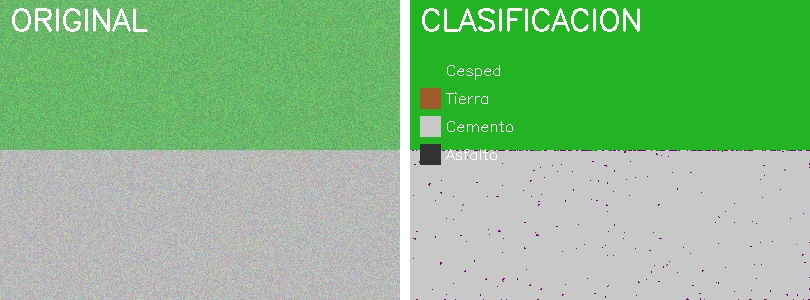 ORIGINAL
CLASIFICACION
Cesped
Tierra
Cemento
Asfalto